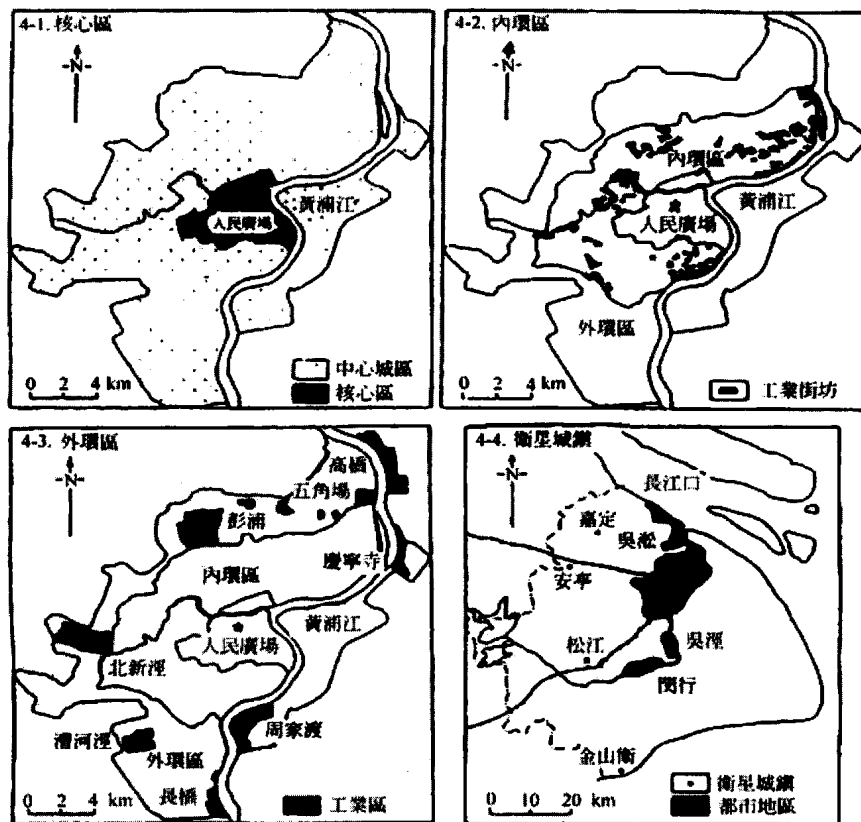 4-1. 核心區
N
人民廣場
黃浦江
0 2 4 km
中心城區
核心區
4-2. 內環區
N
內環區
人民廣場
黃浦江
外環區
0 2 4 km
工業街坊
4-3. 外環區
N
高橋
五角場
彭浦
慶寧寺
內環區
人民廣場
黃浦江
北新涇
漕河涇
周家渡
外環區
長橋
0 2 4 km
工業區
4-4. 衛星城鎮
N
長江口
嘉定
吳淞
安亭
松江
吳涇
閔行
金山衛
0 10 20 km
衛星城鎮
都市地區